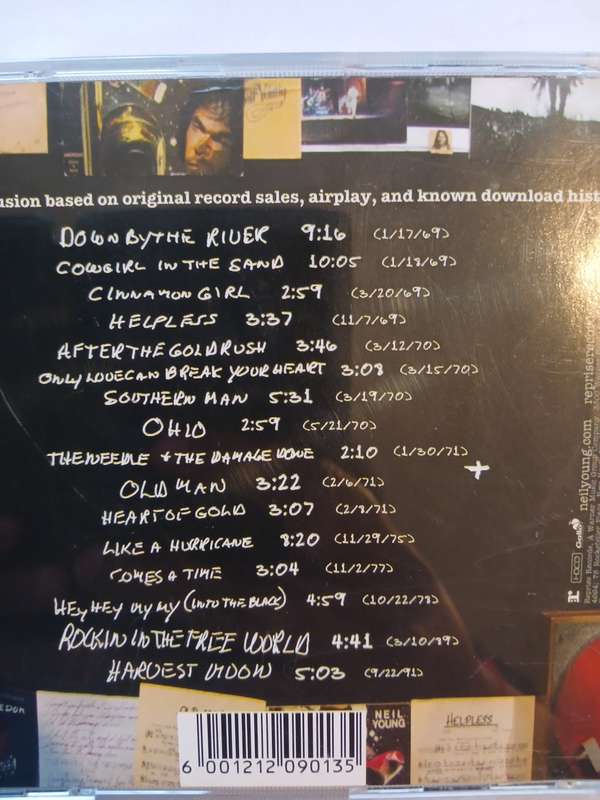 usion based on original record sales, airplay, and known download hist
DOWN BY THE RIVER 9:16 (1/17/69)
COWGIRL IN THE SAND 10:05 (1/18/69)
CINNAMON GIRL 2:59 (3/20/69)
HELPLESS 3:37 (11/7/69)
AFTER THE GOLDRUSH 3:46 (3/12/70)
ONLY LOVE CAN BREAK YOUR HEART 3:08 (3/15/70)
SOUTHERN MAN 5:31 (3/19/70)
OHIO 2:59 (5/21/70)
THE NEEDLE + THE DAMAGE DONE 2:10 (1/30/71)
+
OLD MAN 3:22 (2/6/71)
HEART OF GOLD 3:07 (2/8/71)
LIKE A HURRICANE 8:20 (11/29/75)
COMES A TIME 3:04 (11/2/77)
HEY HEY MY MY (INTO THE BLACK) 4:59 (10/22/78)
ROCKIN IN THE FREE WORLD 4:41 (3/10/89)
HARVEST MOON 5:03 (9/22/91)
neilyoung.com repriserec
HDCD
Reprise Records, A Warner Music Group Company
NEIL
YOUNG
HELPLESS
6 001212 090135